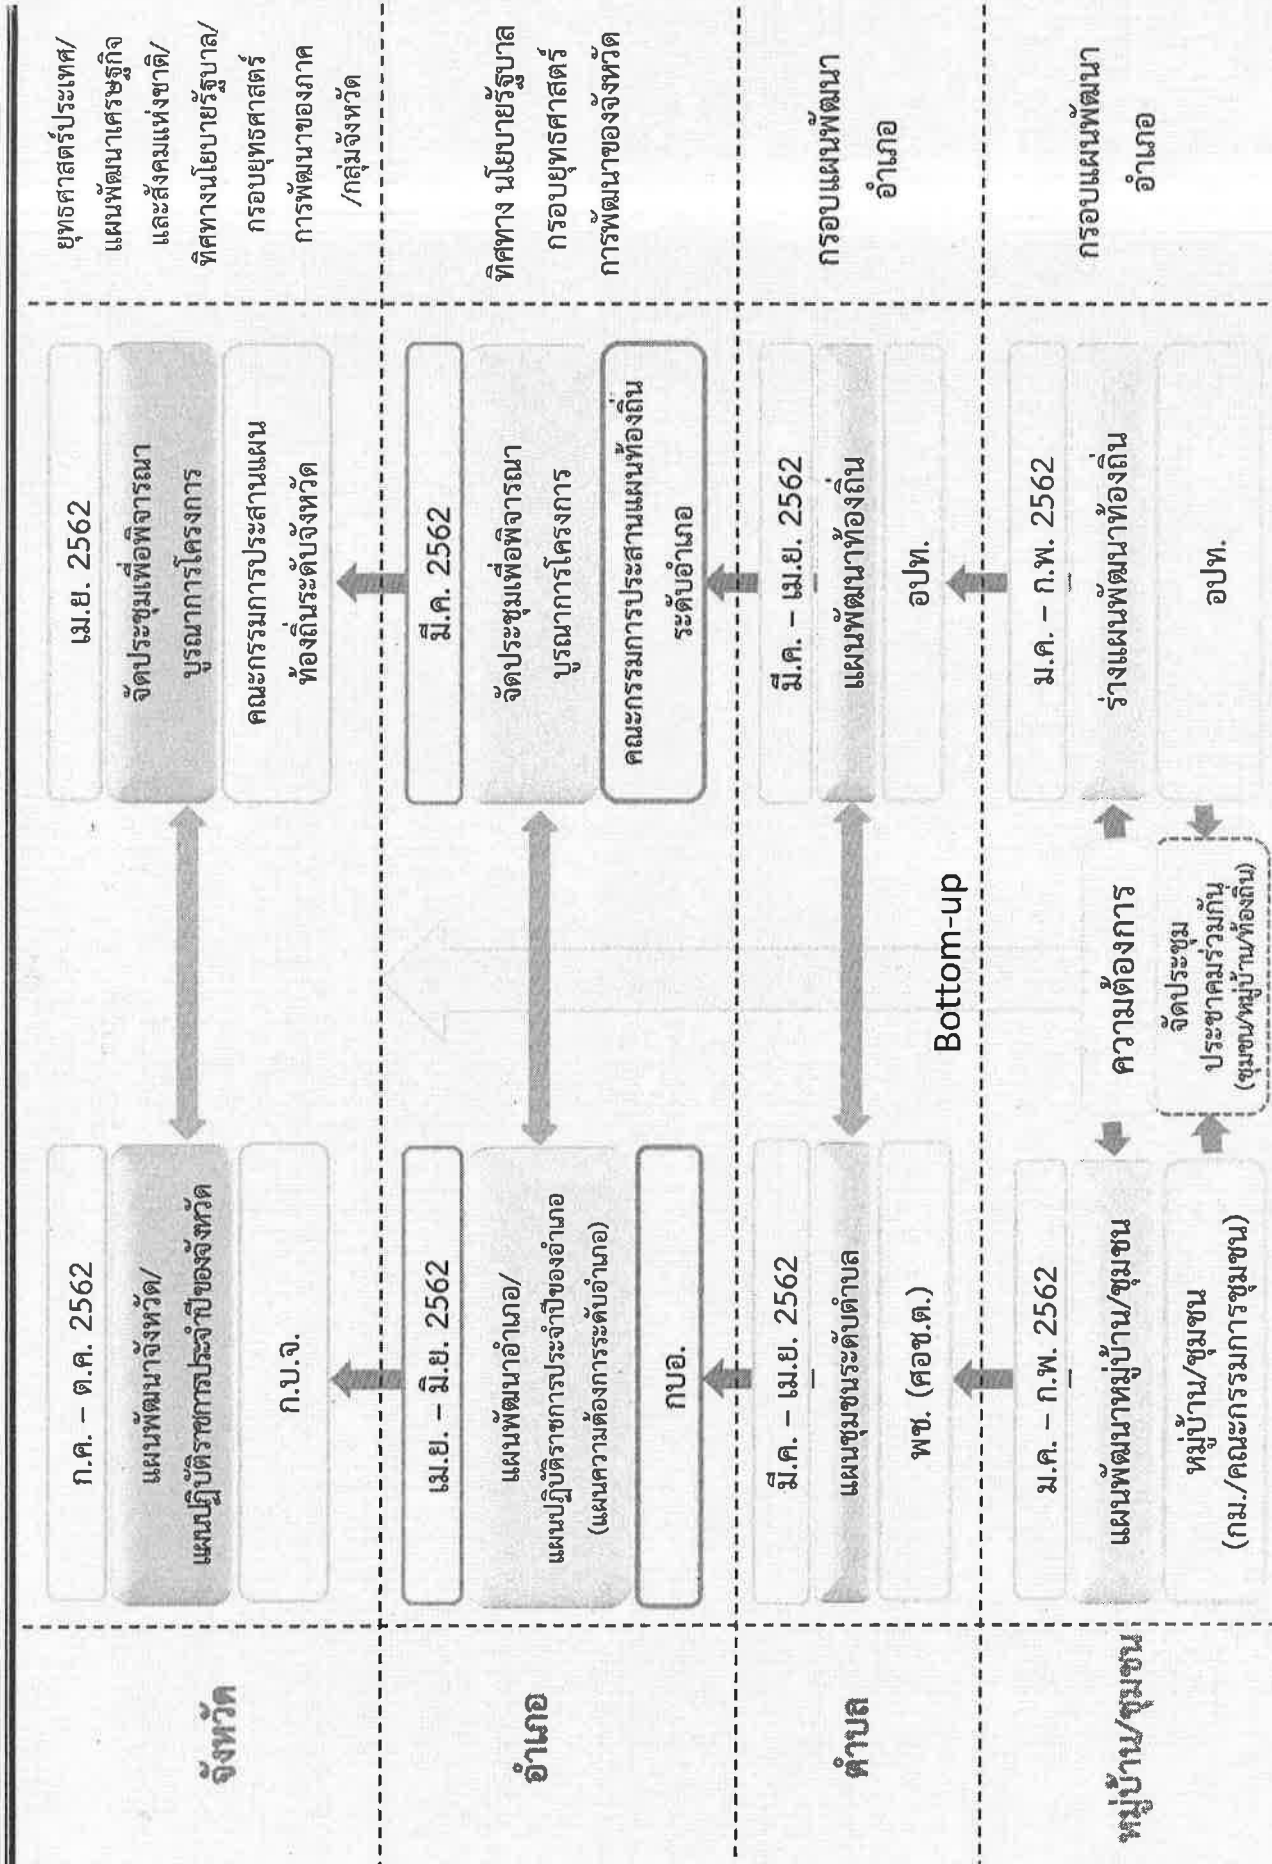 จังหวัด
ก.ค. – ต.ค. 2562
แผนพัฒนาจังหวัด/
แผนปฏิบัติราชการประจำปีของจังหวัด
ก.บ.จ.
เม.ย. 2562
จัดประชุมเพื่อพิจารณา
บูรณาการโครงการ
คณะกรรมการประสานแผน
ท้องถิ่นระดับจังหวัด
ยุทธศาสตร์ประเทศ/
แผนพัฒนาเศรษฐกิจ
และสังคมแห่งชาติ/
ทิศทางนโยบายรัฐบาล/
กรอบยุทธศาสตร์
การพัฒนาของภาค
/กลุ่มจังหวัด
อำเภอ
เม.ย. – มิ.ย. 2562
แผนพัฒนาอำเภอ/
แผนปฏิบัติราชการประจำปีของอำเภอ
(แผนความต้องการระดับอำเภอ)
กบอ.
มี.ค. 2562
จัดประชุมเพื่อพิจารณา
บูรณาการโครงการ
คณะกรรมการประสานแผนท้องถิ่น
ระดับอำเภอ
ทิศทาง นโยบายรัฐบาล
กรอบยุทธศาสตร์
การพัฒนาของจังหวัด
ตำบล
มี.ค. – เม.ย. 2562
แผนชุมชนระดับตำบล
พช. (ศอช.ต.)
Bottom-up
มี.ค. – เม.ย. 2562
แผนพัฒนาท้องถิ่น
อปท.
กรอบแผนพัฒนา
อำเภอ
หมู่บ้าน/ชุมชน
ม.ค. – ก.พ. 2562
แผนพัฒนาหมู่บ้าน/ชุมชน
หมู่บ้าน/ชุมชน
(กม./คณะกรรมการชุมชน)
ความต้องการ
จัดประชุม
ประชาคมร่วมกัน
(ชุมชน/หมู่บ้าน/ท้องถิ่น)
ม.ค. – ก.พ. 2562
ร่างแผนพัฒนาท้องถิ่น
อปท.
กรอบแผนพัฒนา
อำเภอ